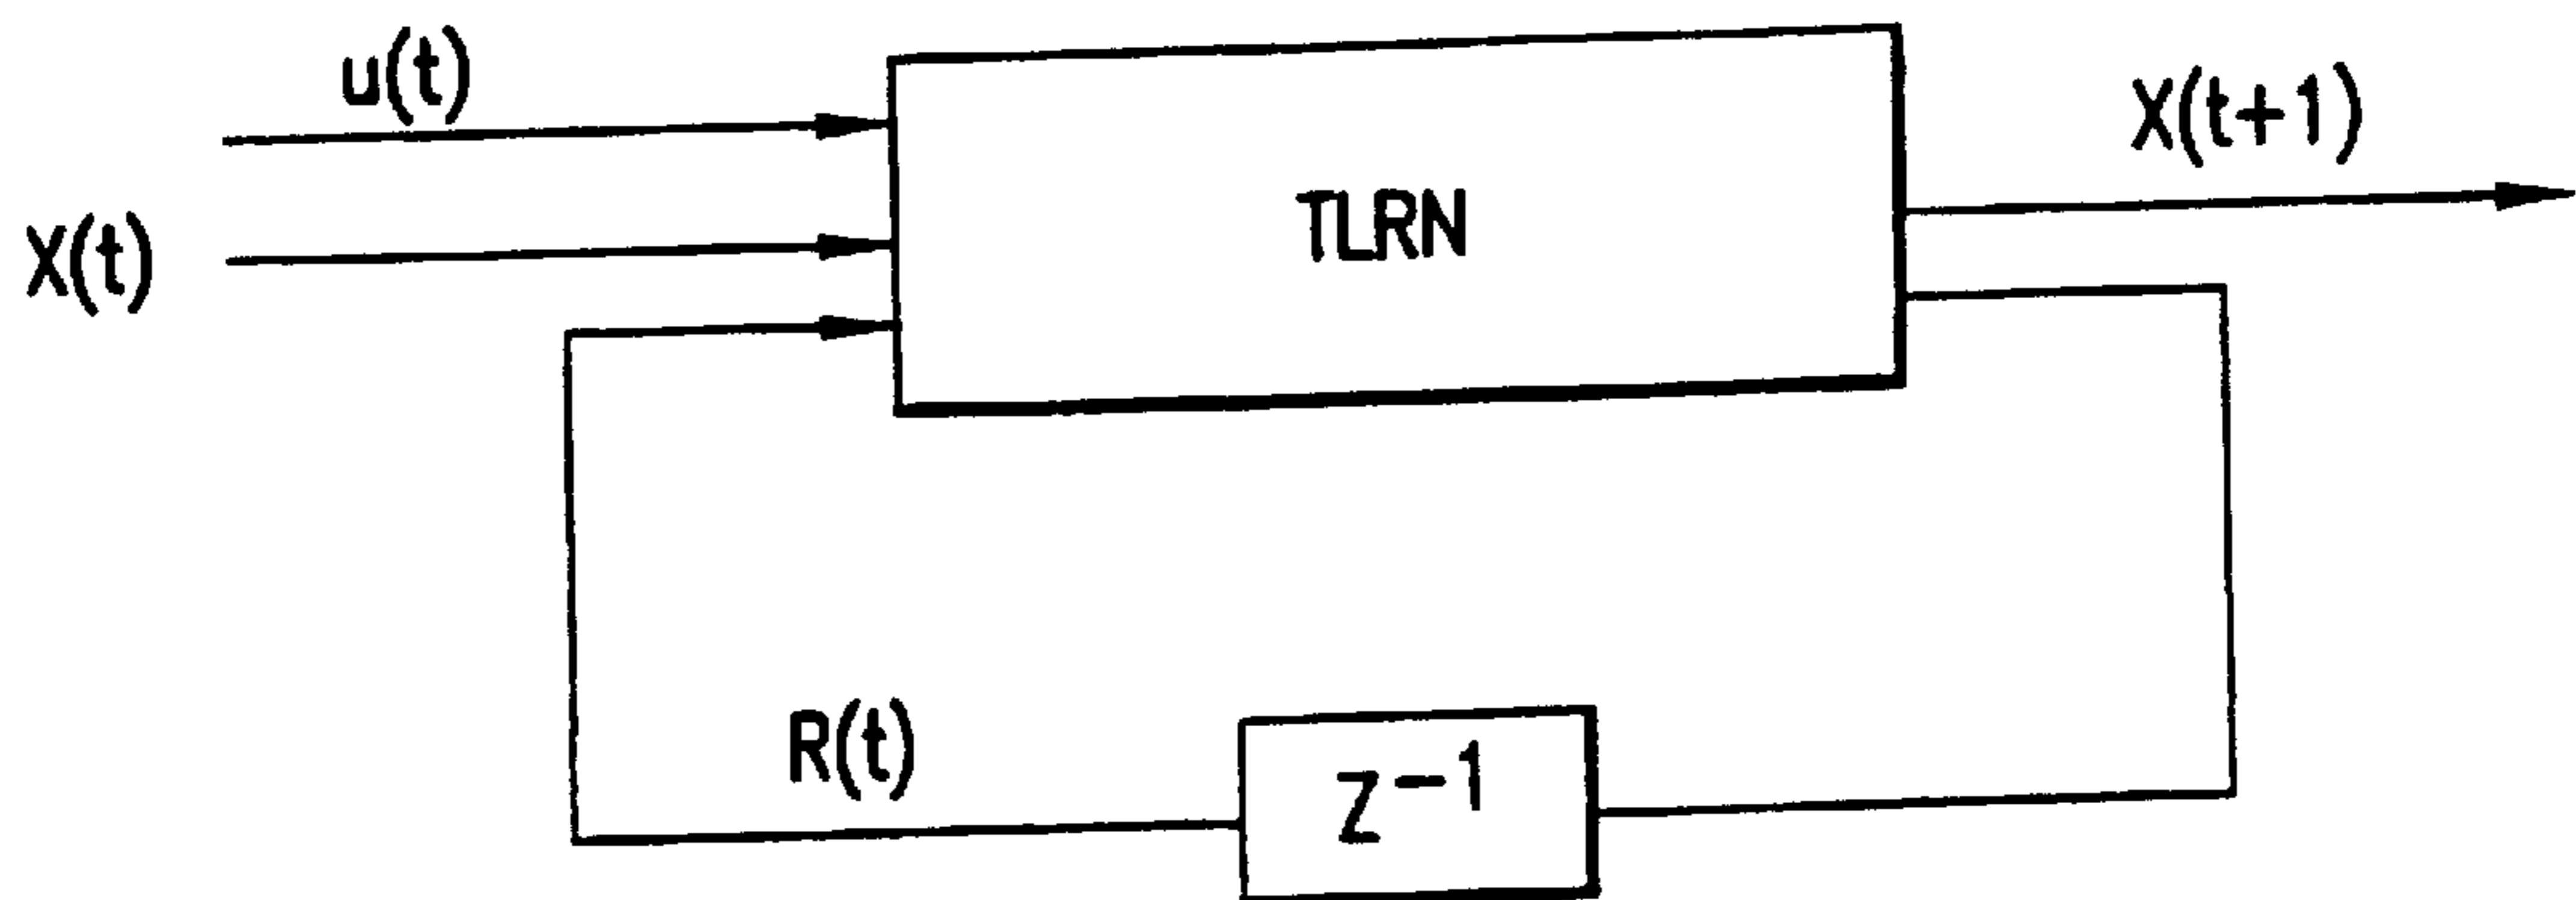 u(t)
X(t)
TLRN
X(t+1)
R(t)
Z⁻¹